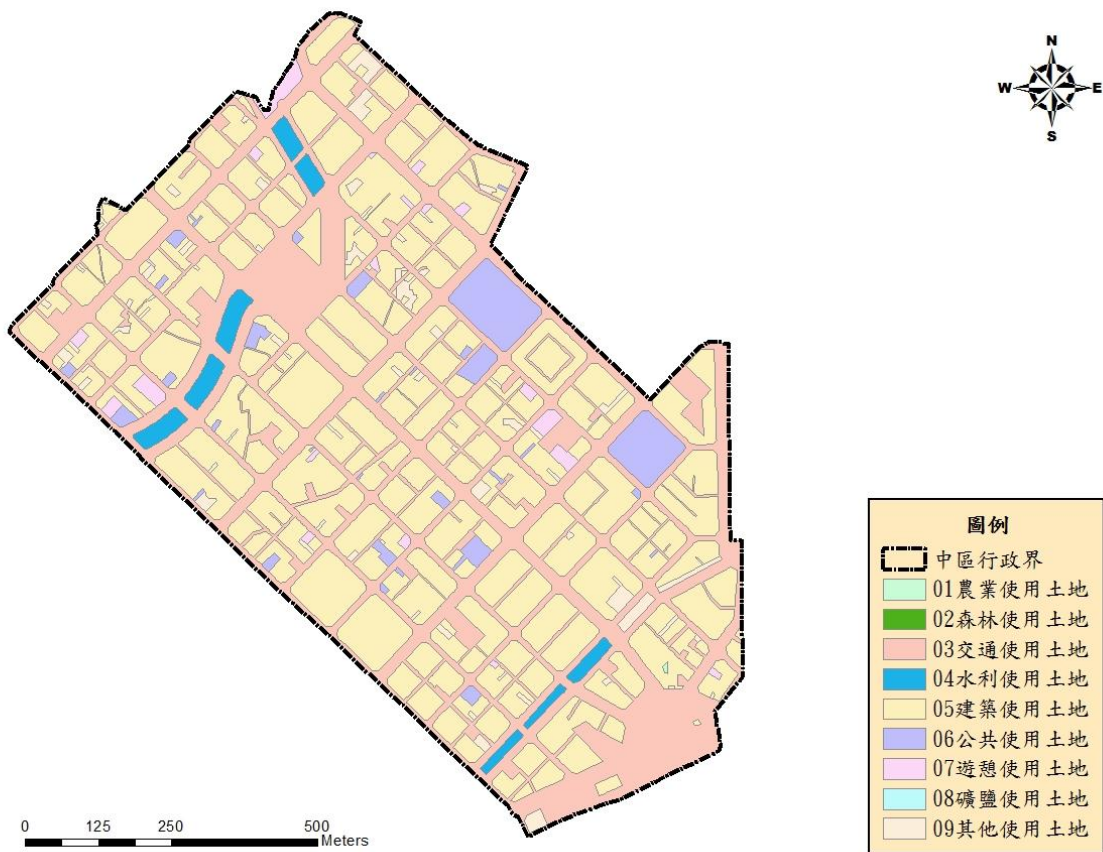 N
W E
S
圖例
中區行政界
01農業使用土地
02森林使用土地
03交通使用土地
04水利使用土地
05建築使用土地
06公共使用土地
07遊憩使用土地
08礦鹽使用土地
09其他使用土地
0 125 250 500
Meters